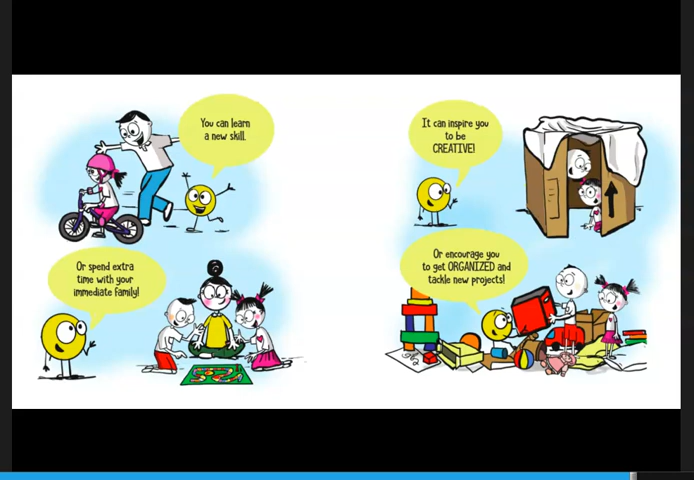 You can learn
a new skill.
Or spend extra
time with your
immediate family!
It can inspire you
to be
CREATIVE!
Or encourage you
to get ORGANIZED and
tackle new projects!